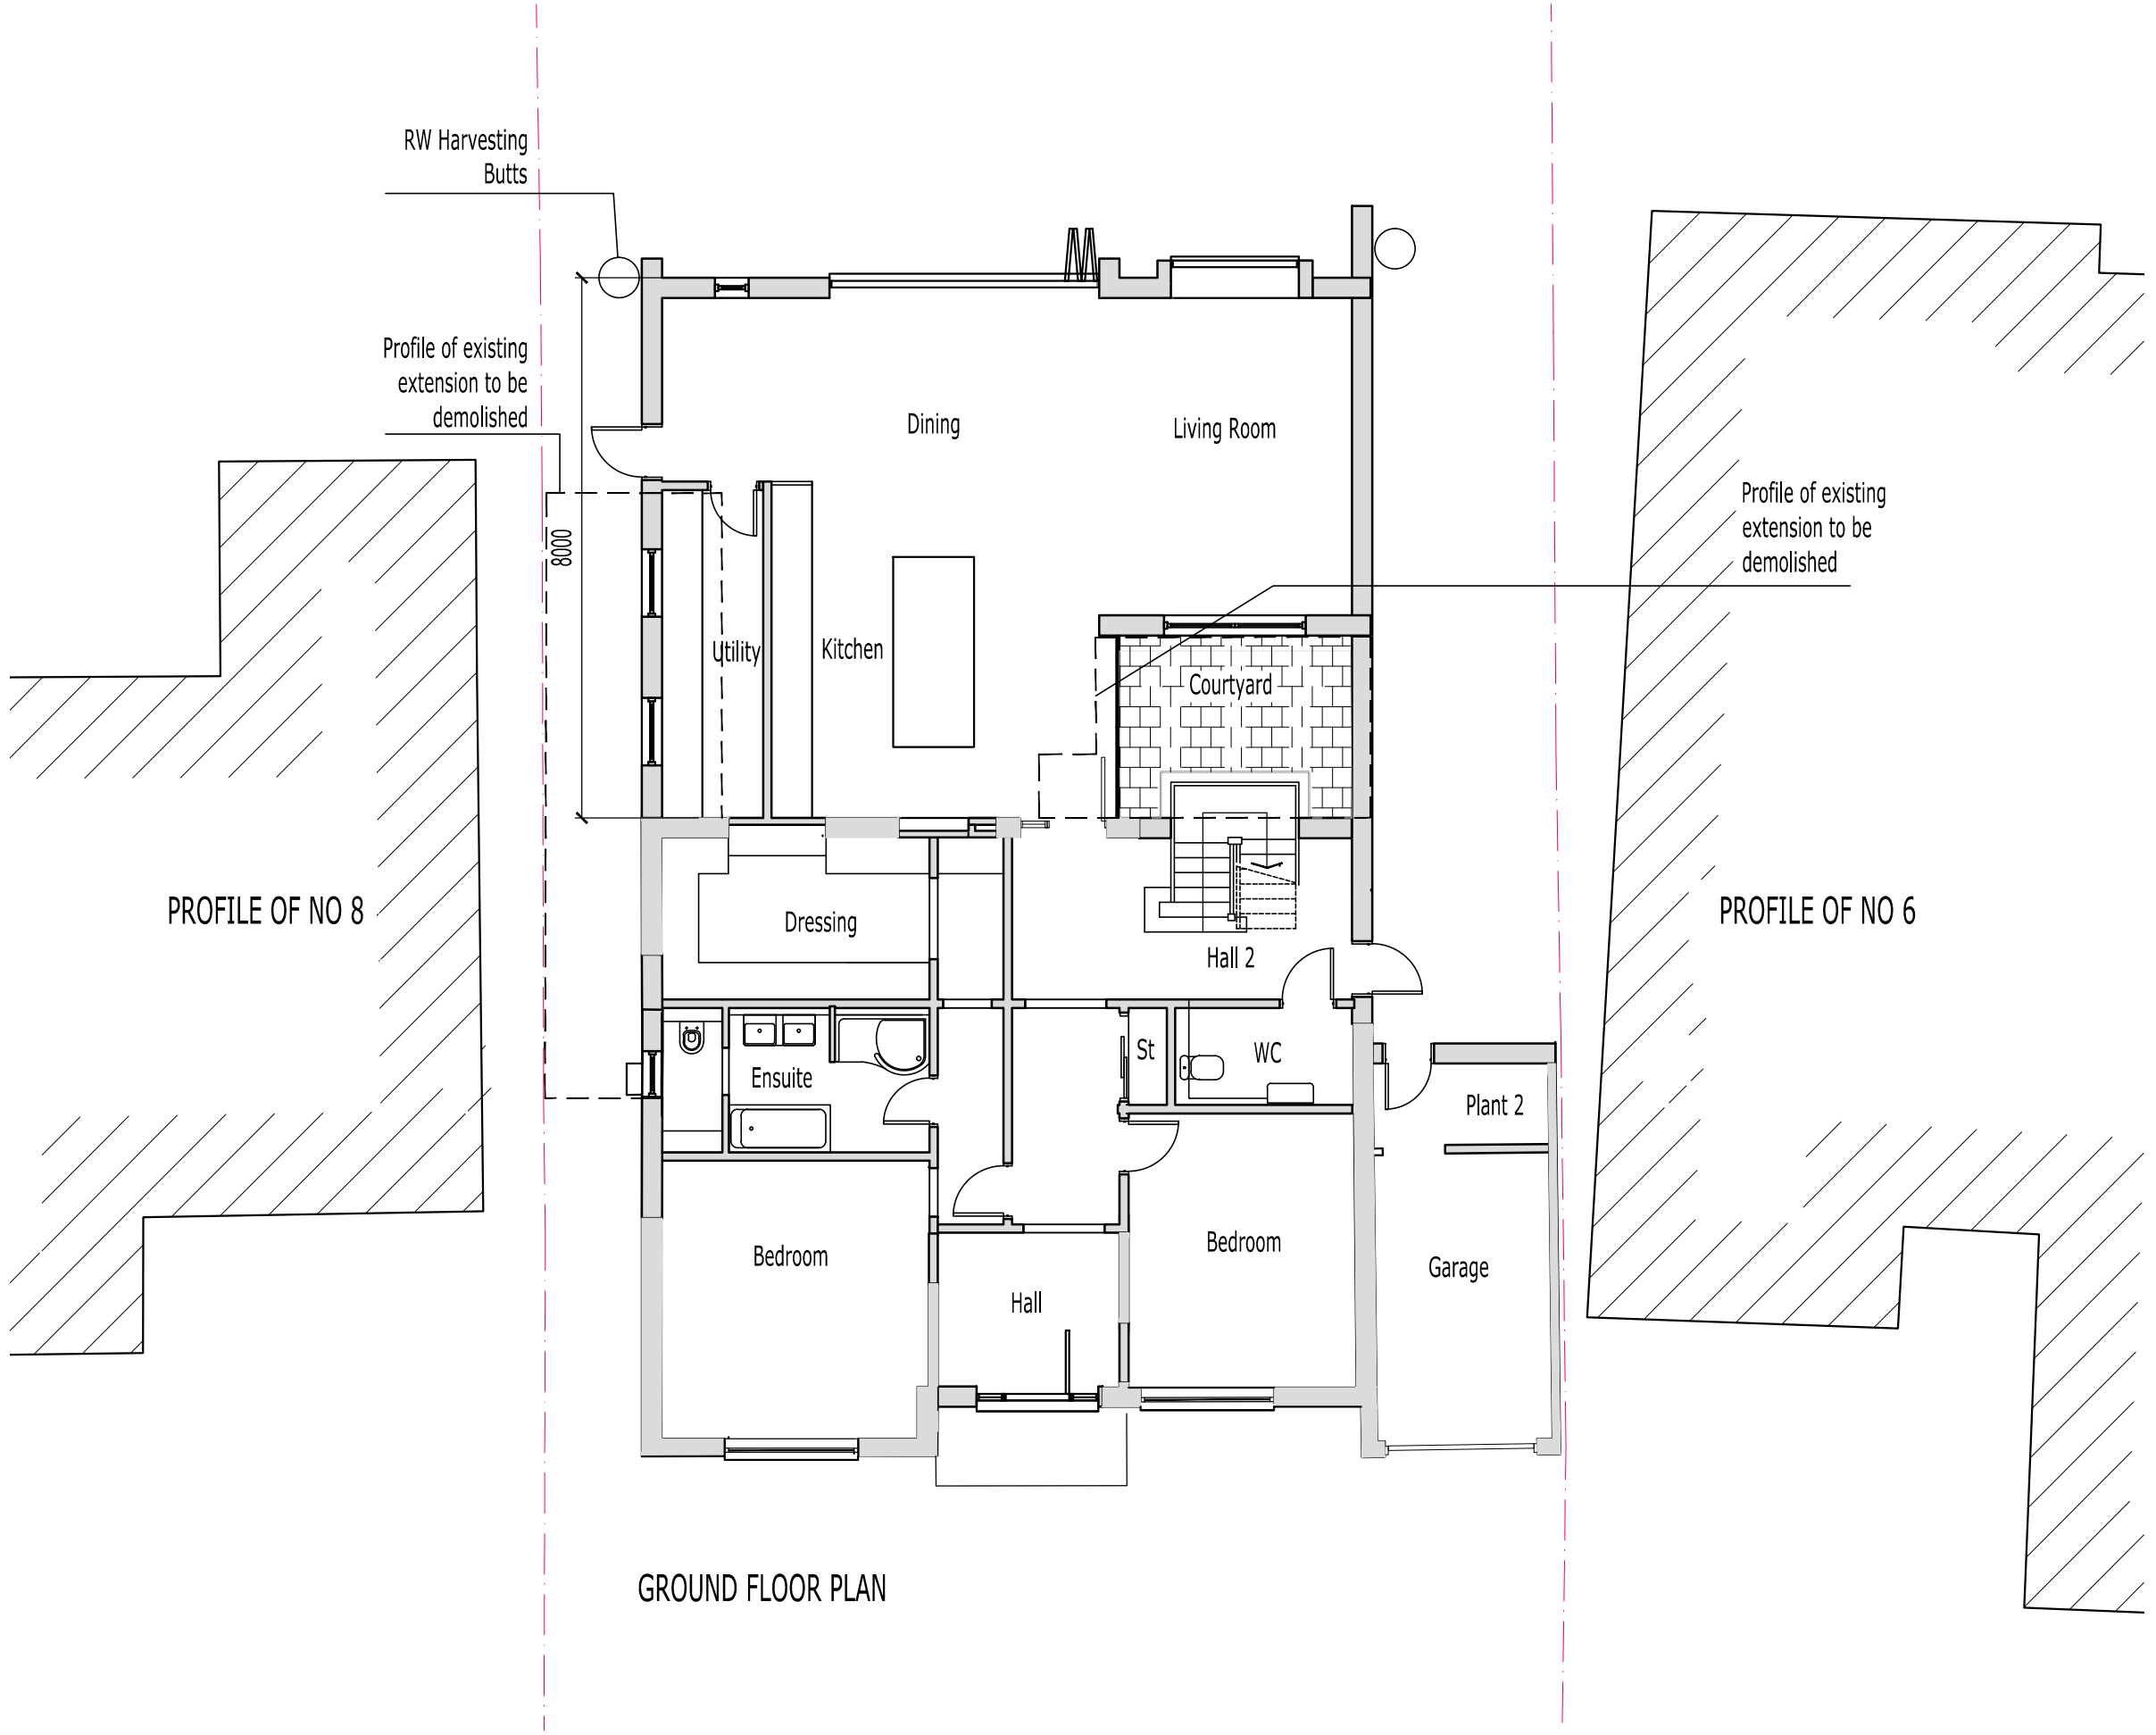 RW Harvesting
Butts
Profile of existing
extension to be
demolished
8000
Dining
Living Room
Profile of existing
extension to be
demolished
Utility
Kitchen
Courtyard
PROFILE OF NO 8
Dressing
Hall 2
PROFILE OF NO 6
Ensuite
St
WC
Plant 2
Bedroom
Bedroom
Garage
Hall
GROUND FLOOR PLAN